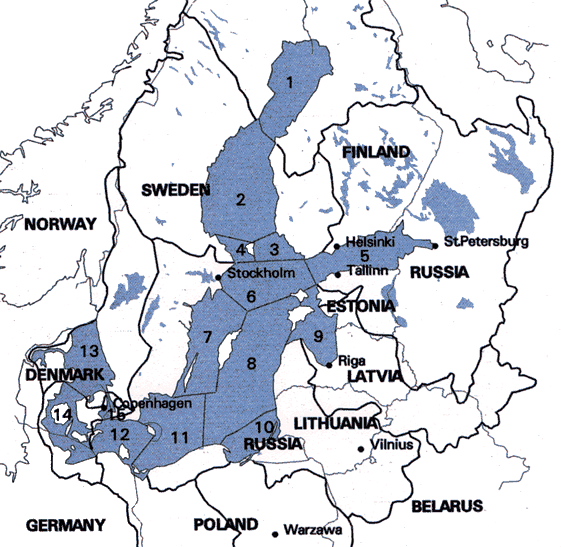 1
FINLAND
SWEDEN
2
NORWAY
4
3
Helsinki
5
St.Petersburg
Stockholm
Tallinn
RUSSIA
6
ESTONIA
7
9
13
8
Riga
DENMARK
LATVIA
Copenhagen
14
15
12
11
10
LITHUANIA
RUSSIA
Vilnius
BELARUS
GERMANY
POLAND
Warzawa